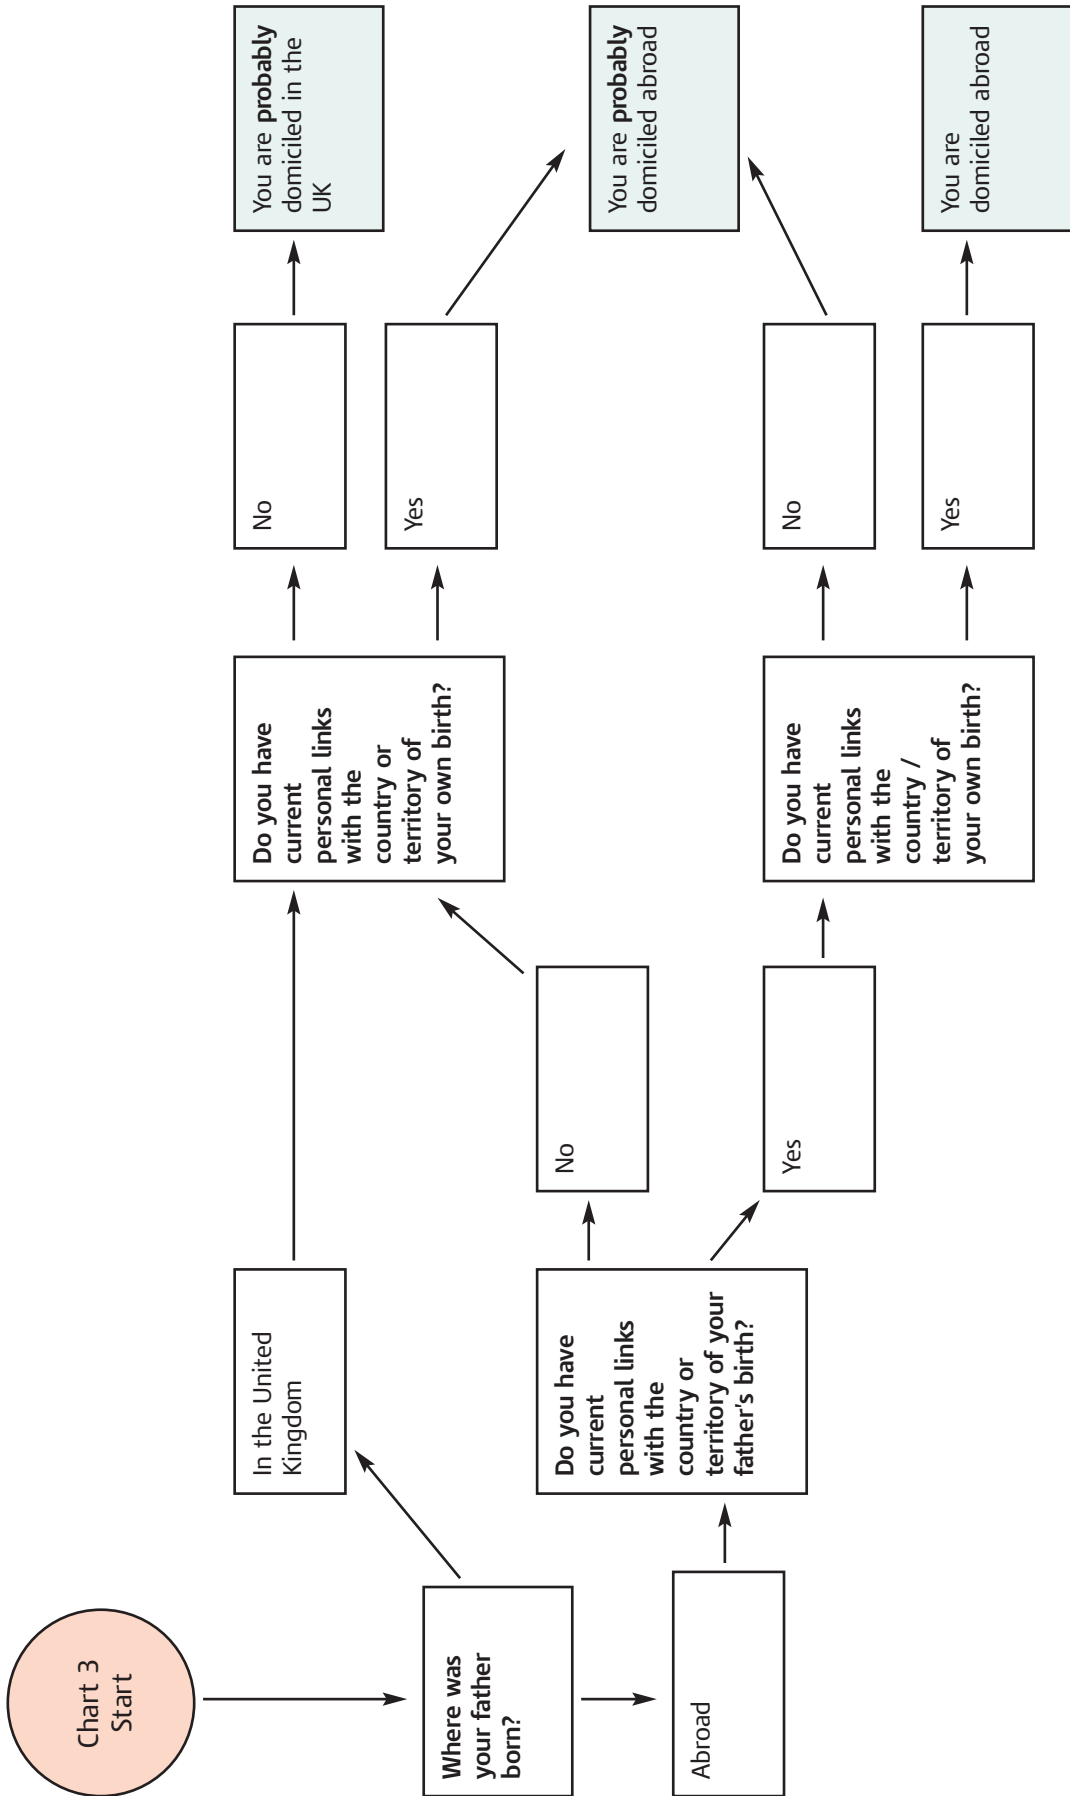 Chart 3
Start
Where was
your father
born?
In the United
Kingdom
Abroad
Do you have
current
personal links
with the
country or
territory of your
father's birth?
No
Yes
Do you have
current
personal links
with the
country or
territory of
your own birth?
Do you have
current
personal links
with the
country /
territory of
your own birth?
No
Yes
No
Yes
You are probably
domiciled in the
UK
You are probably
domiciled abroad
You are
domiciled abroad